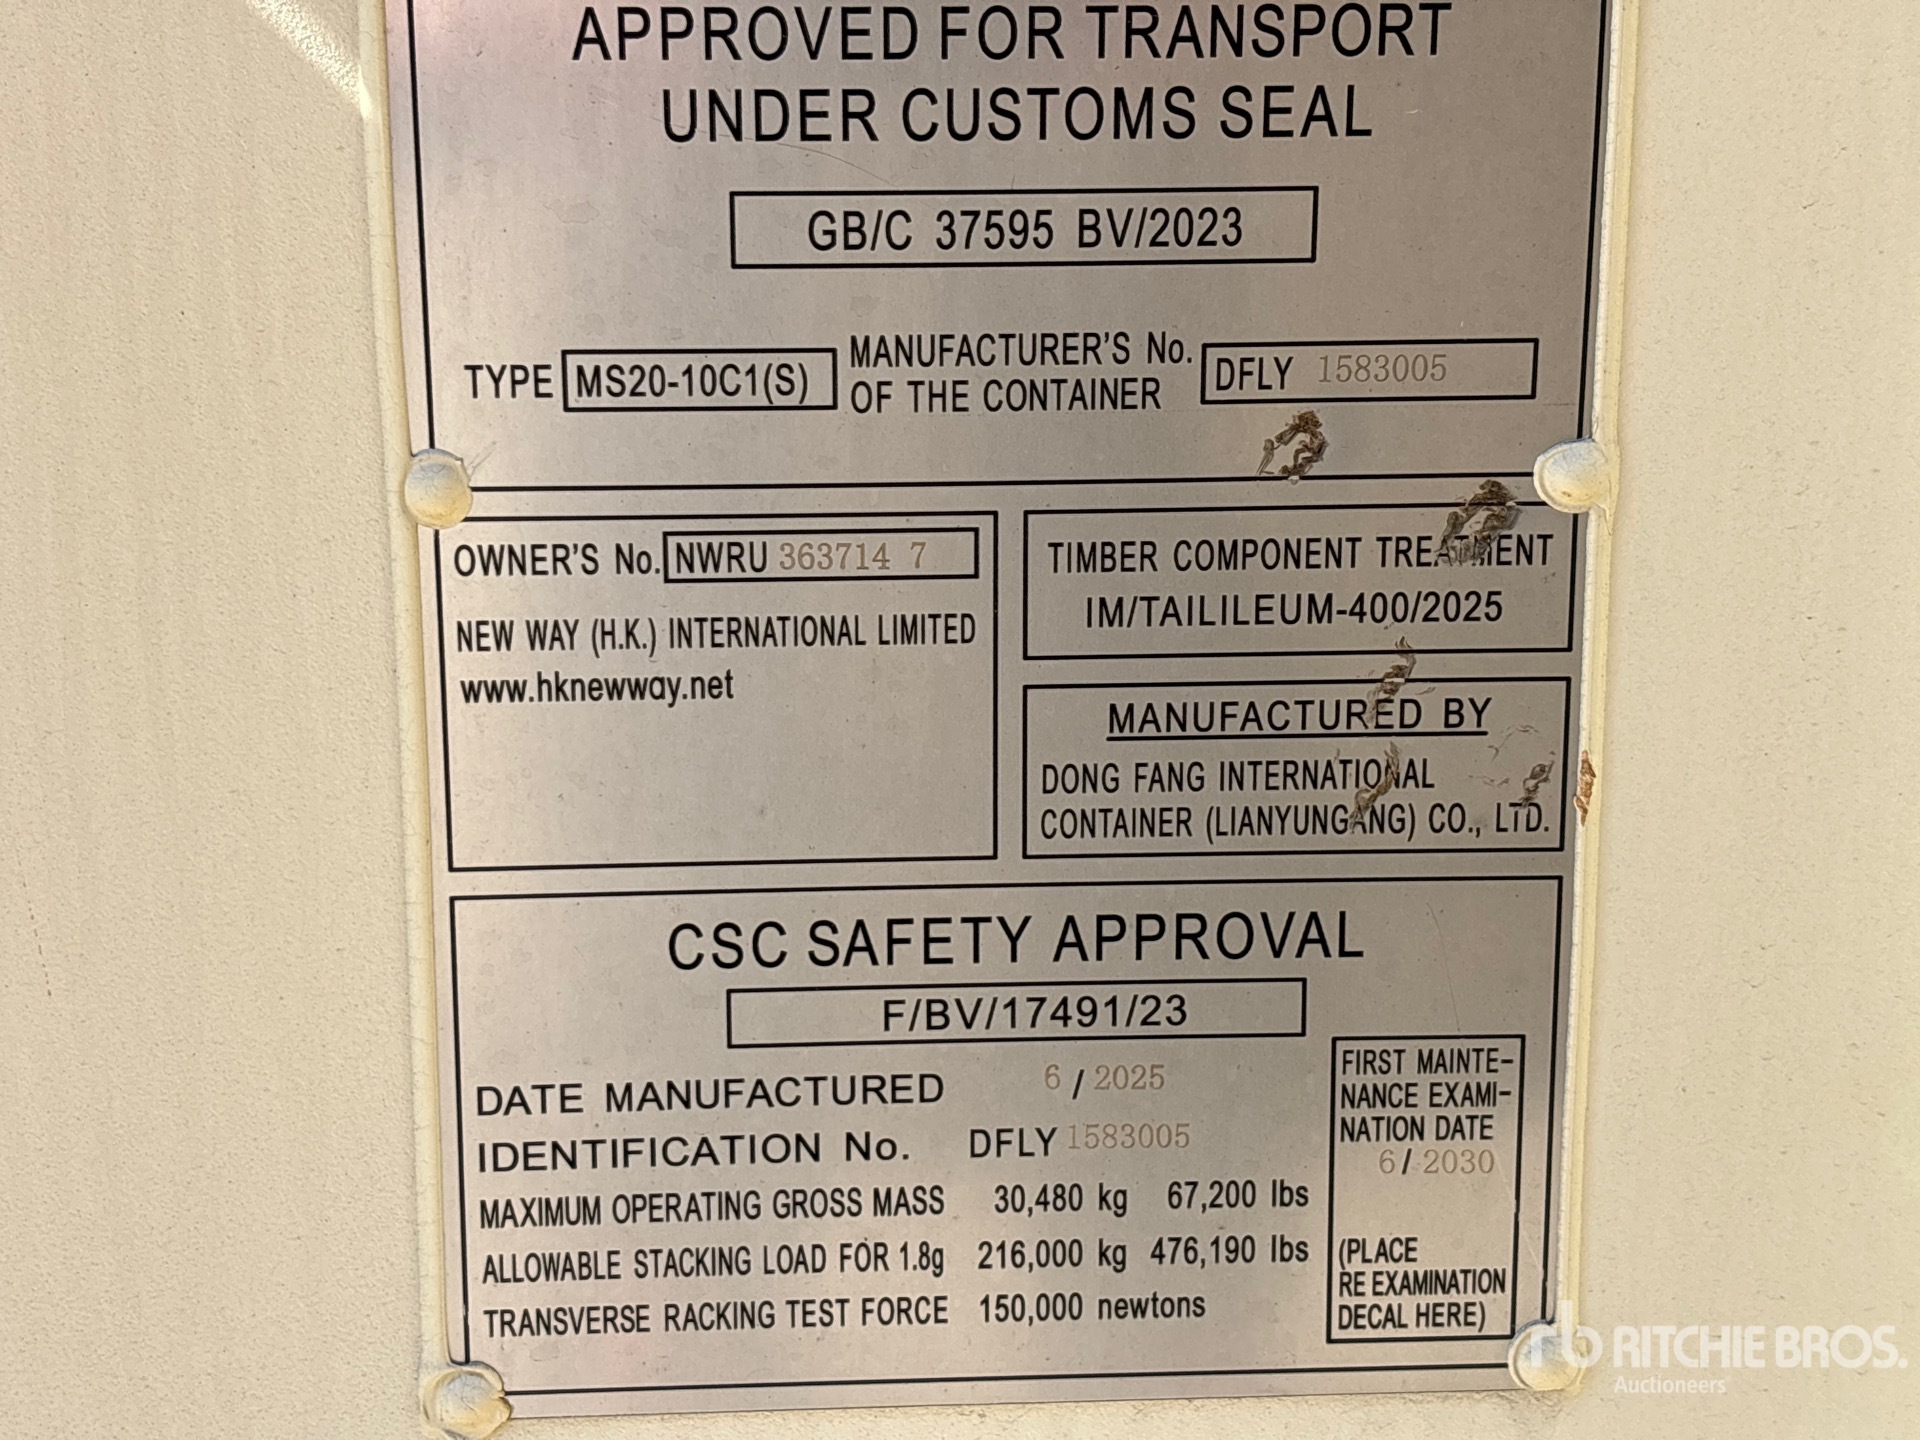 APPROVED FOR TRANSPORT
UNDER CUSTOMS SEAL
GB/C 37595 BV/2023
TYPE MS20-10C1(S)
MANUFACTURER'S No.
OF THE CONTAINER
DFLY 1583005
OWNER'S No. NWRU 363714 7
NEW WAY (H.K.) INTERNATIONAL LIMITED
www.hknewway.net
TIMBER COMPONENT TREATMENT
IM/TAILILEUM-400/2025
MANUFACTURED BY
DONG FANG INTERNATIONAL
CONTAINER (LIANYUNGANG) CO., LTD.
CSC SAFETY APPROVAL
F/BV/17491/23
DATE MANUFACTURED 6 / 2025
IDENTIFICATION No. DFLY 1583005
MAXIMUM OPERATING GROSS MASS 30,480 kg 67,200 lbs
ALLOWABLE STACKING LOAD FOR 1.8g 216,000 kg 476,190 lbs
TRANSVERSE RACKING TEST FORCE 150,000 newtons
FIRST MAINTE-
NANCE EXAMI-
NATION DATE
6 / 2030
(PLACE
RE EXAMINATION
DECAL HERE)
rb RITCHIE BROS.
Auctioneers